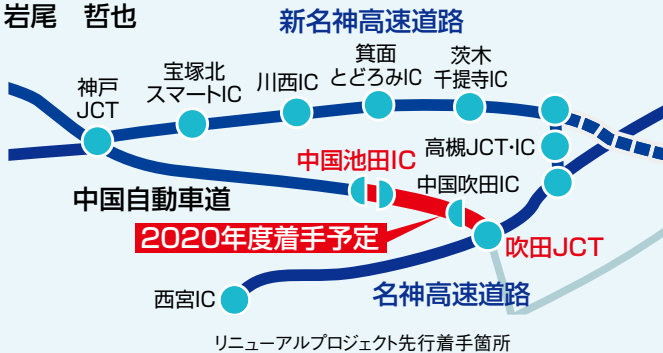 岩尾　哲也
新名神高速道路
神戸
JCT
宝塚北
スマートIC
川西IC
箕面
とどろみIC
茨木
千提寺IC
高槻JCT・IC
中国池田IC
中国吹田IC
中国自動車道
2020年度着手予定
吹田JCT
西宮IC
名神高速道路
リニューアルプロジェクト先行着手箇所